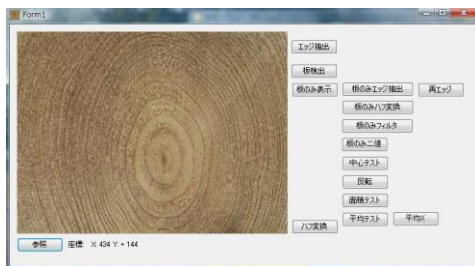 Form1
エッジ抽出
板検出
板のみ表示 板のみエッジ抽出 再エッジ
板のみハフ変換
板のみフィルタ
板のみ二値
中心テスト
反転
面積テスト
ハフ変換 平均テスト 平均X
参照 座標: X: 434 Y: + 144